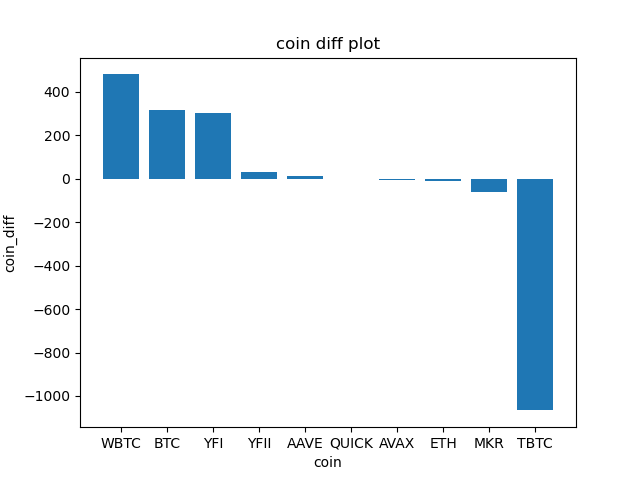 coin diff plot
400
200
0
−200
−400
−600
−800
−1000
coin_diff
WBTC BTC YFI YFII AAVE QUICK AVAX ETH MKR TBTC
coin